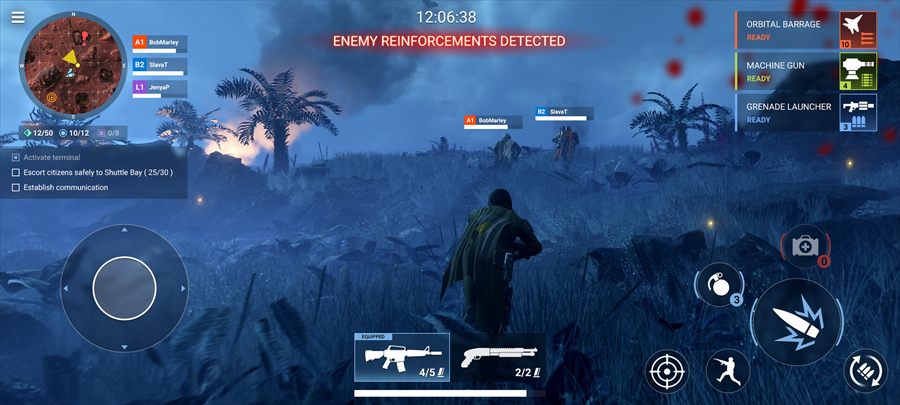 12:06:38
ENEMY REINFORCEMENTS DETECTED
N
W
E
S
A1 BobMarley
B2 SlavaT
L1 JenyaP
12/50 10/12 0/8
Activate terminal
Escort citizens safely to Shuttle Bay ( 25/30 )
Establish communication
ORBITAL BARRAGE
READY
10
MACHINE GUN
READY
4
GRENADE LAUNCHER
READY
3
A1 BobMarley
B2 SlavaT
0
3
EQUIPPED
4/5
2/2